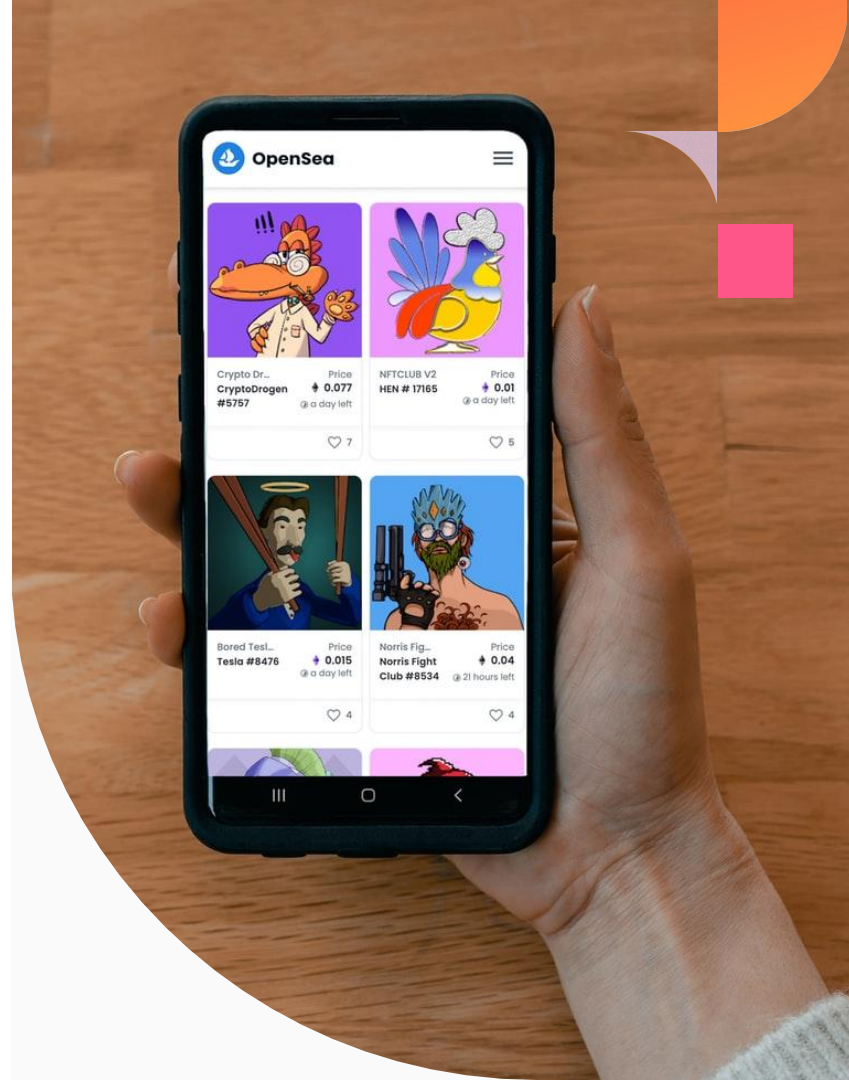 OpenSea
Crypto Dr...
Price
CryptoDrogen
0.077
#5757
a day left
7
NFTCLUB V2
Price
HEN # 17165
0.01
a day left
5
Bored Tesl...
Price
Tesla #8476
0.015
a day left
4
Norris Fig...
Price
Norris Fight
0.04
Club #8534
21 hours left
4